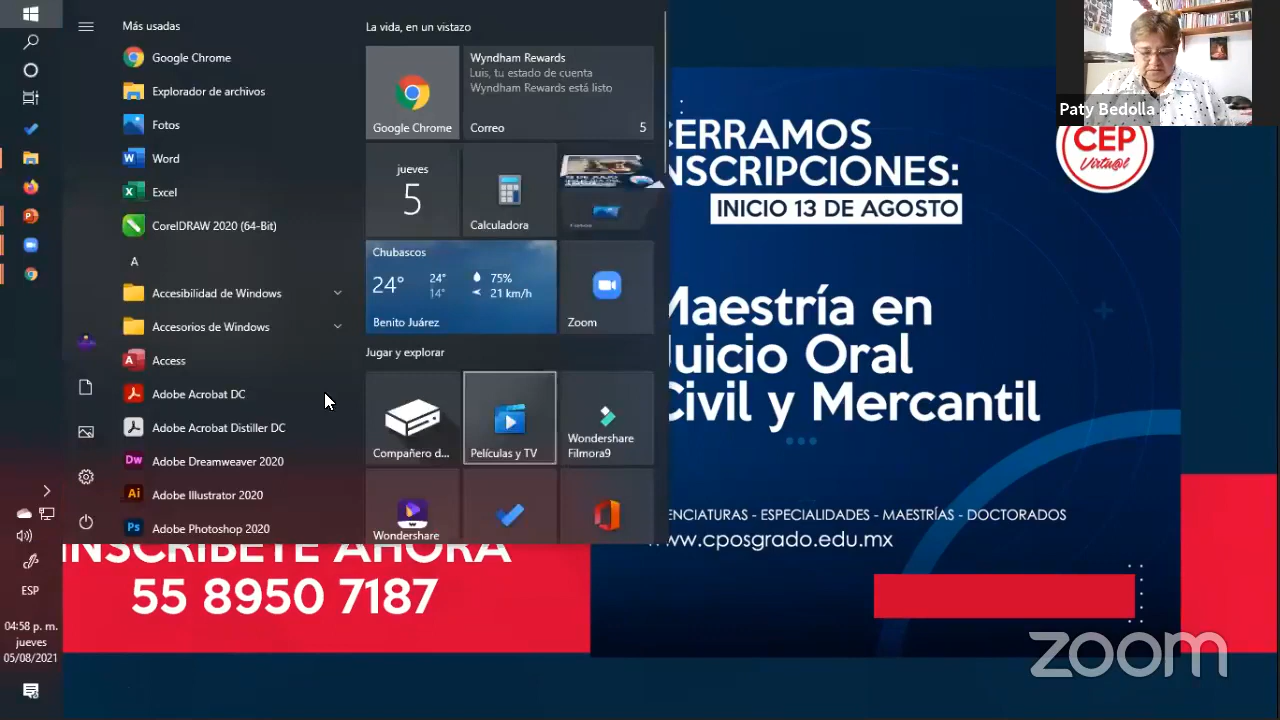 Más usadas
Google Chrome
Explorador de archivos
Fotos
Word
Excel
CorelDRAW 2020 (64-Bit)
A
Accesibilidad de Windows
Accesorios de Windows
Access
Adobe Acrobat DC
Adobe Acrobat Distiller DC
Adobe Dreamweaver 2020
Adobe Illustrator 2020
Adobe Photoshop 2020
La vida, en un vistazo
Google Chrome
Wyndham Rewards
Luis, tu estado de cuenta
Wyndham Rewards está listo
Correo 5
jueves
5
Calculadora
Chubascos
24° 24° 75%
14° 21 km/h
Benito Juárez
Zoom
Jugar y explorar
Compañero d...
Películas y TV
Wondershare
Filmora9
Wondershare
ESP
04:58 p. m.
jueves
05/08/2021
Paty Bedolla
CEP
Virtu@l
CERRAMOS
INSCRIPCIONES:
INICIO 13 DE AGOSTO
Maestría en
Juicio Oral
Civil y Mercantil
ENCIATURAS - ESPECIALIDADES - MAESTRÍAS - DOCTORADOS
www.cposgrado.edu.mx
INSCRÍBETE AHORA
55 8950 7187
zoom